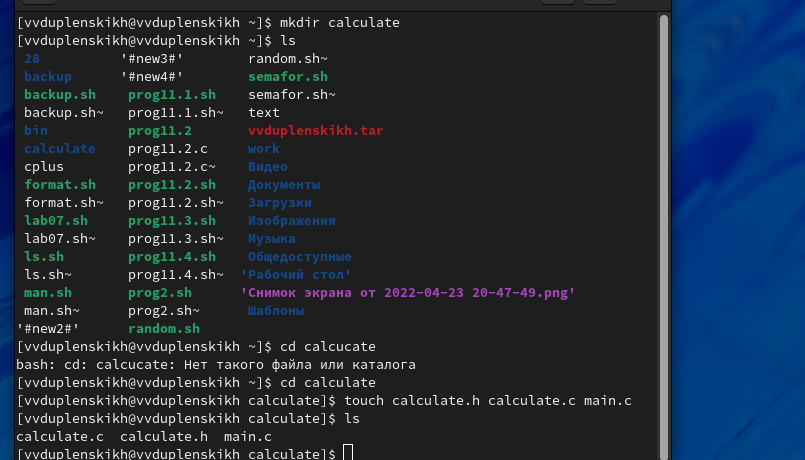 [vvduplenskikh@vvduplenskikh ~]$ mkdir calculate
[vvduplenskikh@vvduplenskikh ~]$ ls
28 '#new3#' random.sh~
backup '#new4#' semafor.sh
backup.sh prog11.1.sh semafor.sh~
backup.sh~ prog11.1.sh~ text
bin prog11.2 vvduplenskikh.tar
calculate prog11.2.c work
cplus prog11.2.c~ Видео
format.sh prog11.2.sh Документы
format.sh~ prog11.2.sh~ Загрузки
lab07.sh prog11.3.sh Изображения
lab07.sh~ prog11.3.sh~ Музыка
ls.sh prog11.4.sh Общедоступные
ls.sh~ prog11.4.sh~ 'Рабочий стол'
man.sh prog2.sh 'Снимок экрана от 2022-04-23 20-47-49.png'
man.sh~ prog2.sh~ Шаблоны
'#new2#' random.sh
[vvduplenskikh@vvduplenskikh ~]$ cd calcucate
bash: cd: calcucate: Нет такого файла или каталога
[vvduplenskikh@vvduplenskikh ~]$ cd calculate
[vvduplenskikh@vvduplenskikh calculate]$ touch calculate.h calculate.c main.c
[vvduplenskikh@vvduplenskikh calculate]$ ls
calculate.c calculate.h main.c
[vvduplenskikh@vvduplenskikh calculate]$